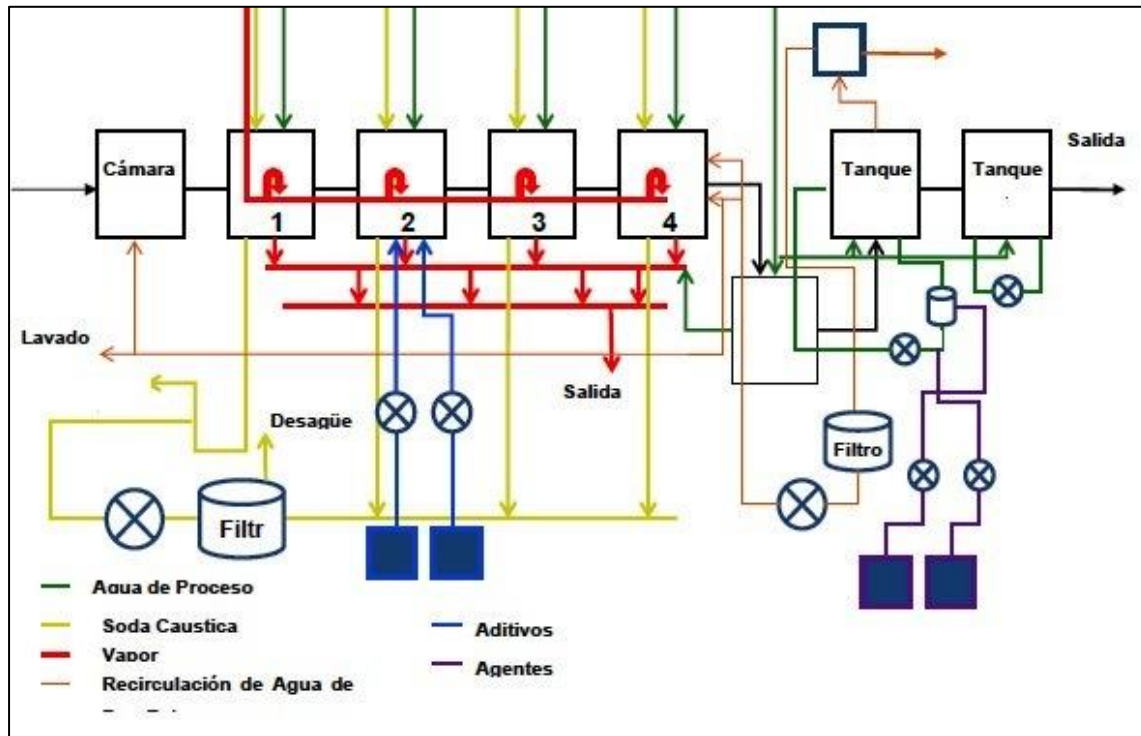 Cámara
Tanque
Tanque
Salida
1
2
3
4
Lavado
Salida
Desagüe
Filtro
Filtr
Agua de Proceso
Soda Caustica
Vapor
Recirculación de Agua de
Aditivos
Agentes